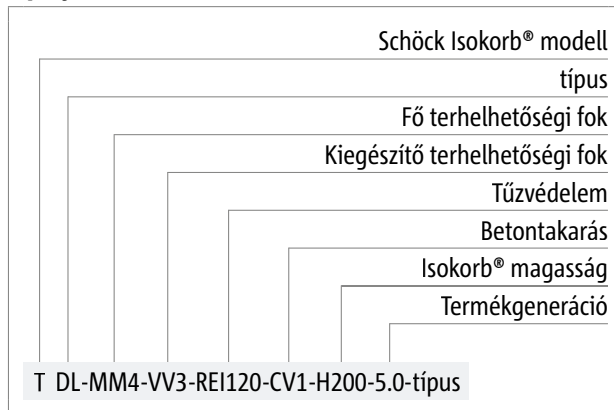 Schöck Isokorb® modell
típus
Fő terhelhetőségi fok
Kiegészítő terhelhetőségi fok
Tűzvédelem
Betontakarás
Isokorb® magasság
Termékgeneráció
T DL-MM4-VV3-REI120-CV1-H200-5.0-típus